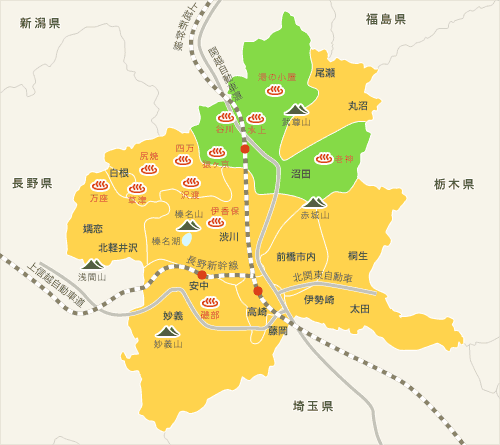 新潟県
上越新幹線
関越自動車道
福島県
湯の小屋
尾瀬
丸沼
武尊山
谷川
水上
四万
尻焼
猿ヶ京
老神
沼田
白根
長野県
万座
草津
沢渡
栃木県
榛名山
伊香保
赤城山
嬬恋
榛名湖
渋川
北軽井沢
前橋市内
桐生
浅間山
長野新幹線
上信越自動車道
北関東自動車
安中
伊勢崎
太田
磯部
高崎
妙義
藤岡
妙義山
埼玉県